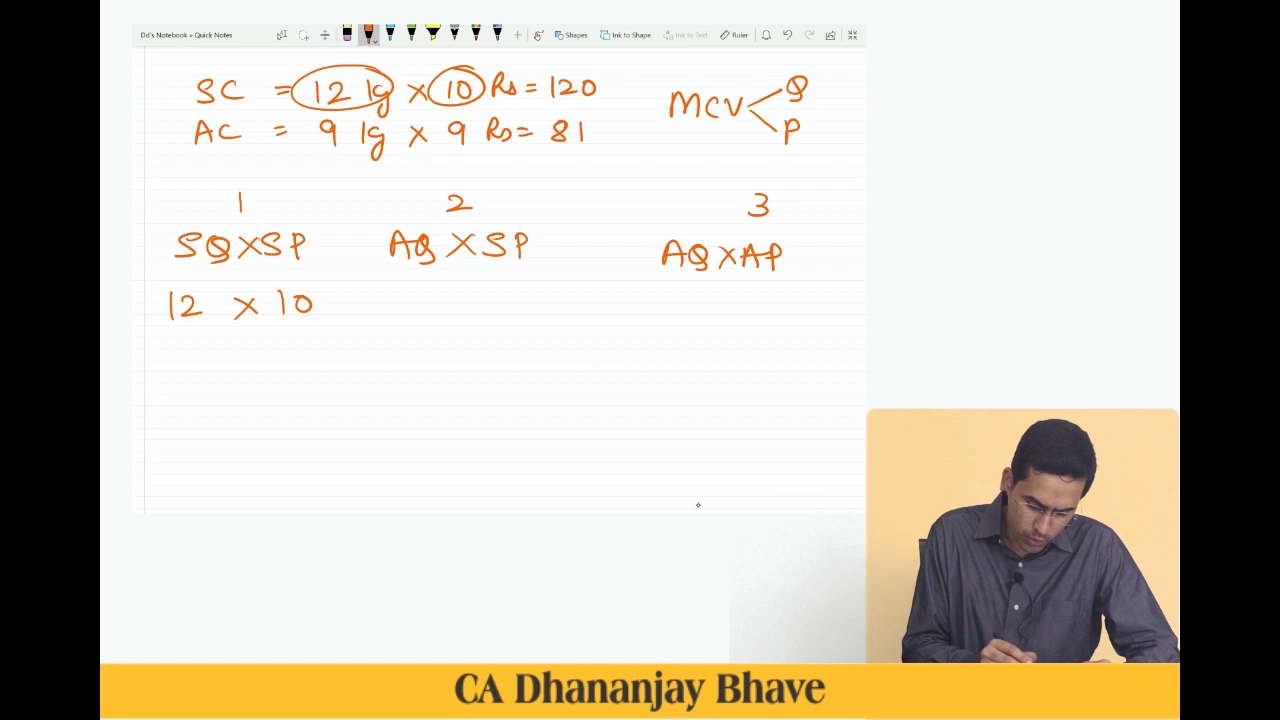 Dd's Notebook » Quick Notes Shapes Ink to Shape Ink to Text Ruler
SC = 12 kg × 10 Rs = 120
AC = 9 kg × 9 Rs = 81
MCV Q
P
1 2 3
SQ×SP AQ × SP AQ×AP
12 × 10
CA Dhananjay Bhave